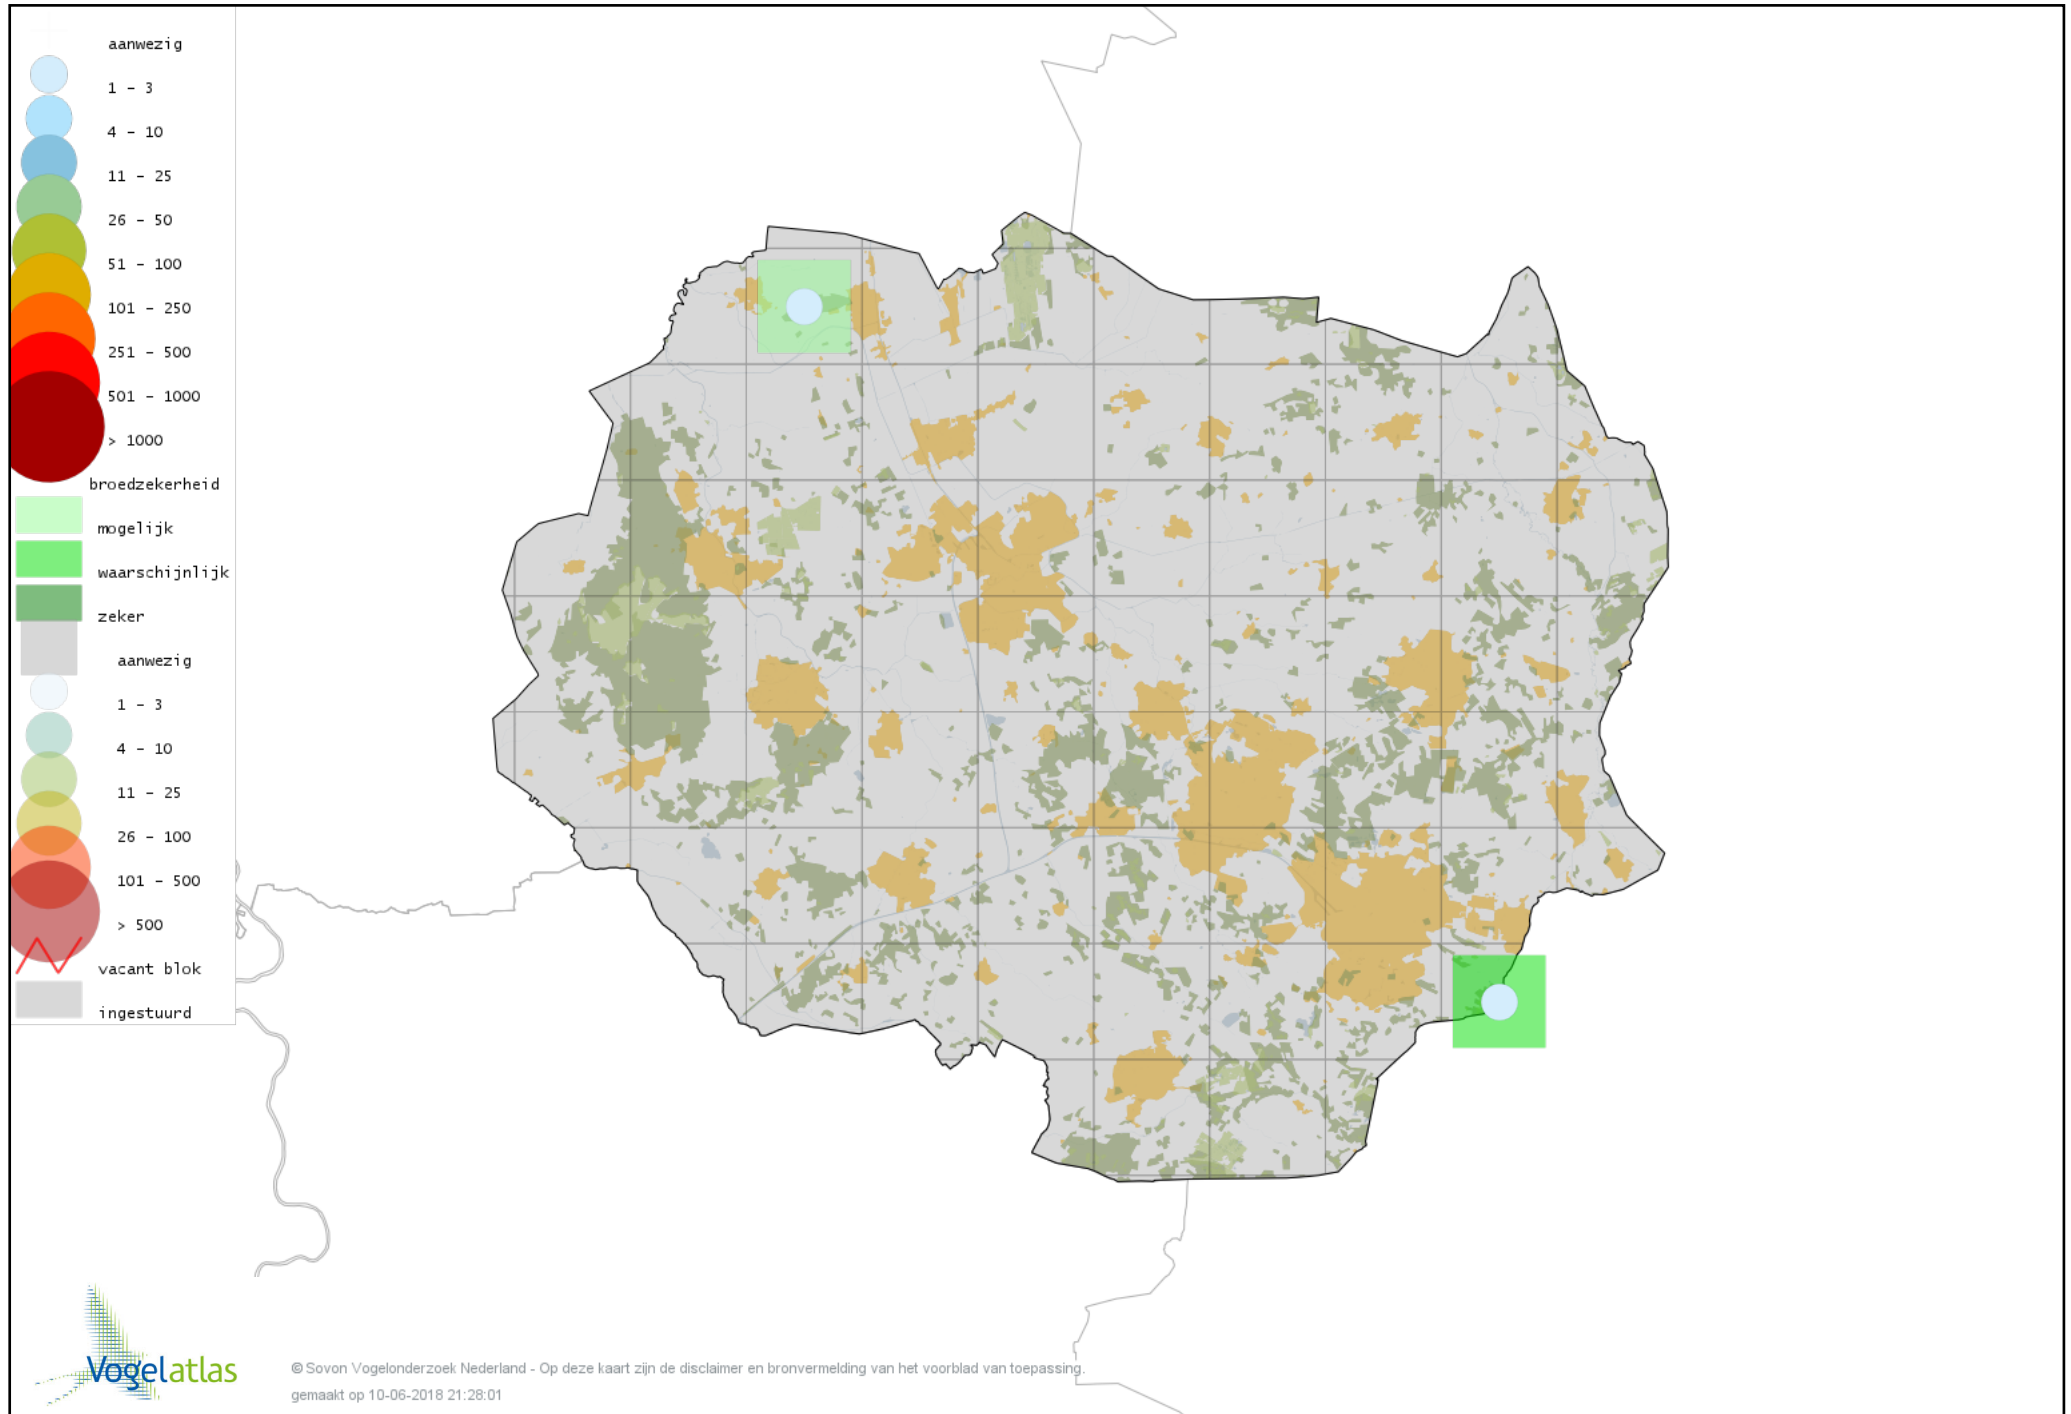 aanwezig
1 - 3
4 - 10
11 - 25
26 - 50
51 - 100
101 - 250
251 - 500
501 - 1000
> 1000
broedzekerheid
mogelijk
waarschijnlijk
zeker
aanwezig
1 - 3
4 - 10
11 - 25
26 - 100
101 - 500
> 500
vacant blok
ingestuurd
Vogelatlas
© Sovon Vogelonderzoek Nederland - Op deze kaart zijn de disclaimer en bronvermelding van het voorblad van toepassing.
gemaakt op 10-06-2018 21:28:01